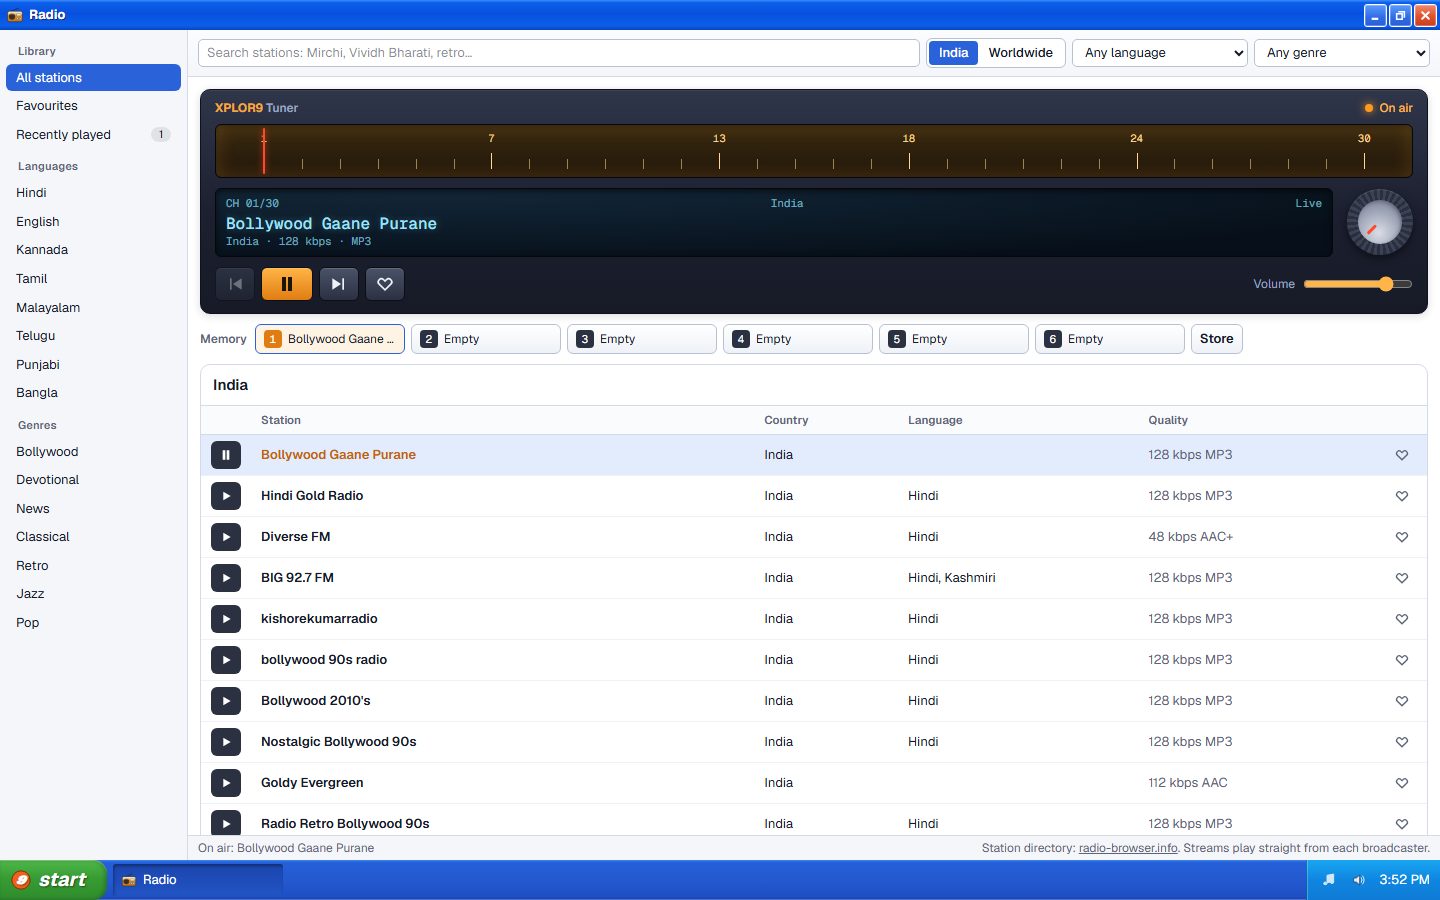 Radio
Library
All stations
Favourites
Recently played 1
Languages
Hindi
English
Kannada
Tamil
Malayalam
Telugu
Punjabi
Bangla
Genres
Bollywood
Devotional
News
Classical
Retro
Jazz
Pop
Search stations: Mirchi, Vividh Bharati, retro...
India Worldwide Any language Any genre
XPLOR9 Tuner On air
1 7 13 18 24 30
CH 01/30 India Live
Bollywood Gaane Purane
India · 128 kbps · MP3
Volume
Memory 1 Bollywood Gaane ... 2 Empty 3 Empty 4 Empty 5 Empty 6 Empty Store
India
Station Country Language Quality
Bollywood Gaane Purane India 128 kbps MP3
Hindi Gold Radio India Hindi 128 kbps MP3
Diverse FM India Hindi 48 kbps AAC+
BIG 92.7 FM India Hindi, Kashmiri 128 kbps MP3
kishorekumarradio India Hindi 128 kbps MP3
bollywood 90s radio India Hindi 128 kbps MP3
Bollywood 2010's India Hindi 128 kbps MP3
Nostalgic Bollywood 90s India Hindi 128 kbps MP3
Goldy Evergreen India 112 kbps AAC
Radio Retro Bollywood 90s India Hindi 128 kbps MP3
On air: Bollywood Gaane Purane Station directory: radio-browser.info. Streams play straight from each broadcaster.
start Radio 3:52 PM